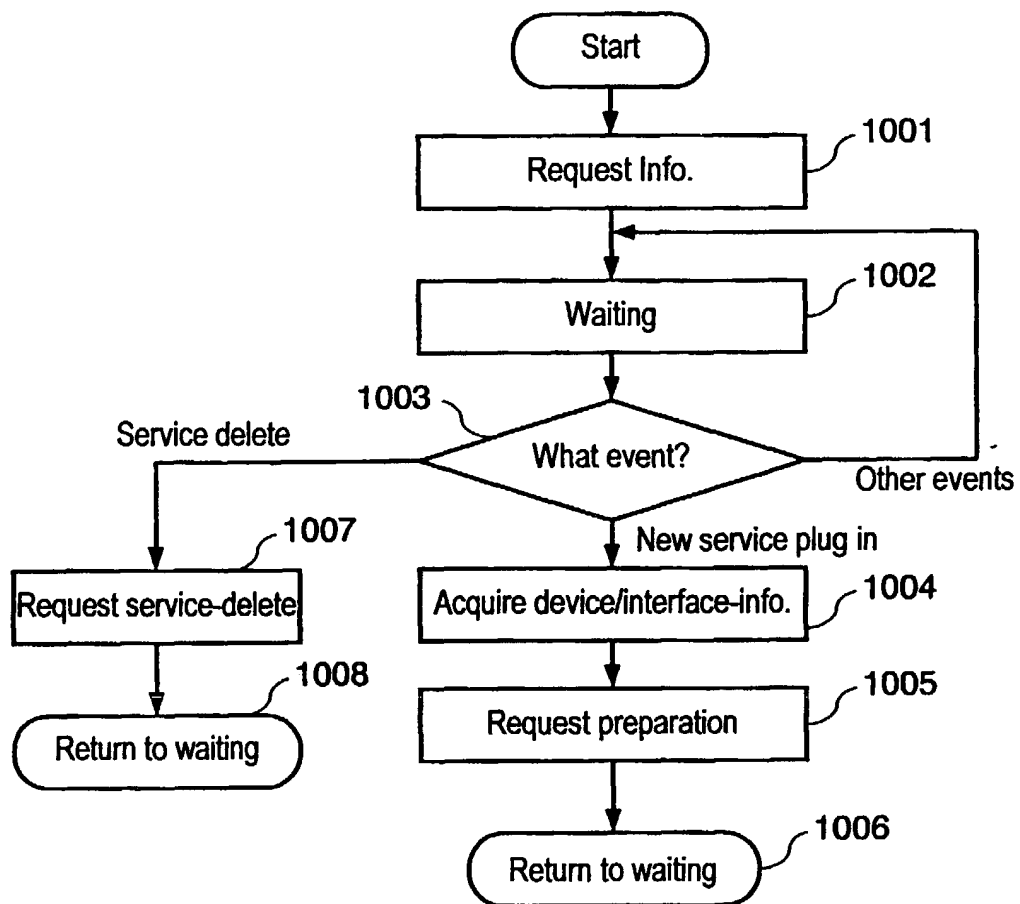 Start
1001
Request Info.
1002
Waiting
1003
Service delete
What event?
Other events
1007
New service plug in
Request service-delete
Acquire device/interface-info.
1004
1008
1005
Return to waiting
Request preparation
1006
Return to waiting